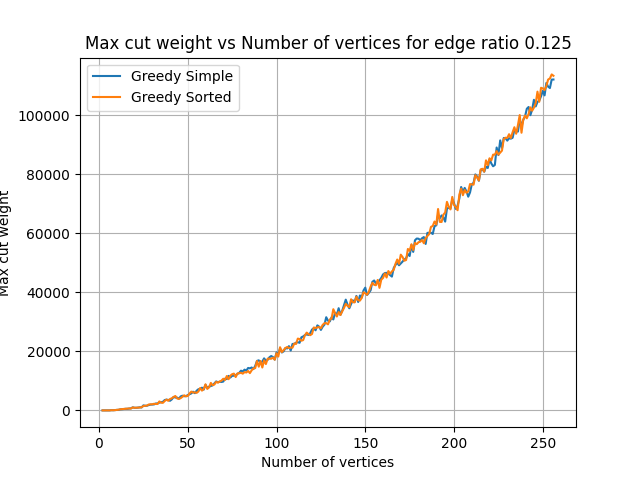 Max cut weight vs Number of vertices for edge ratio 0.125
Greedy Simple
Greedy Sorted
100000
80000
60000
40000
20000
0
Max cut weight
0 50 100 150 200 250
Number of vertices